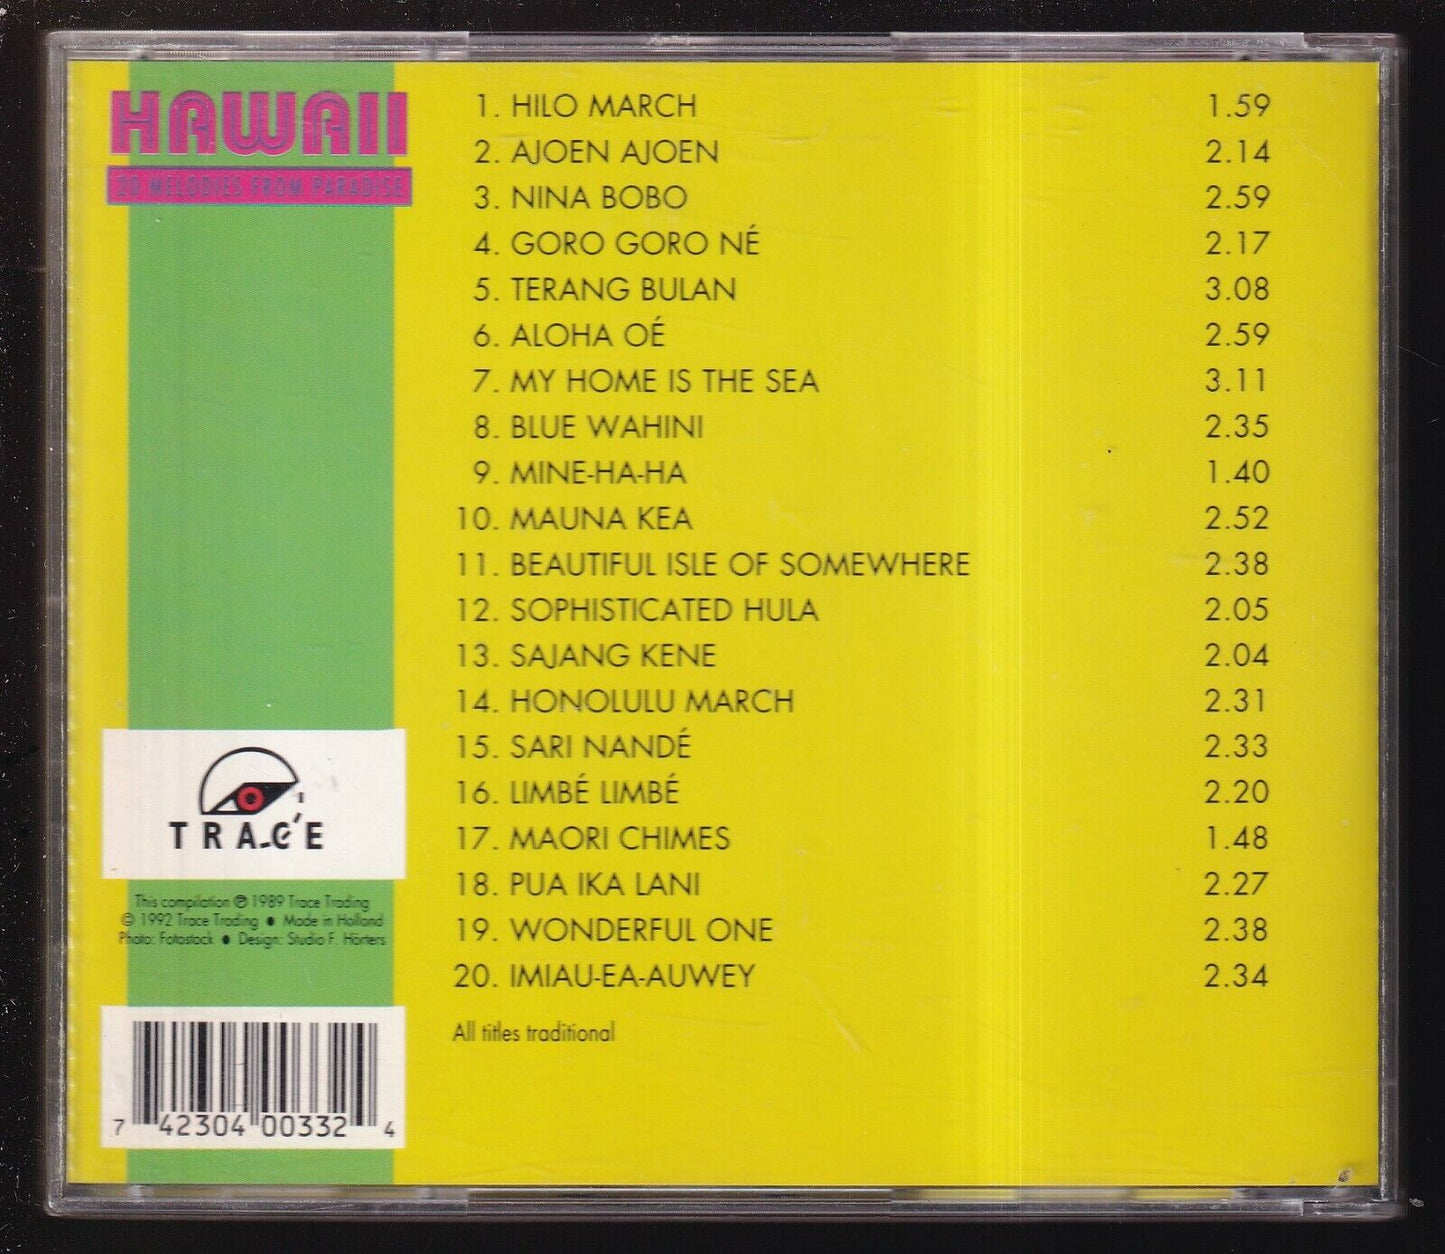 HAWAII
20 MELODIES FROM PARADISE
1. HILO MARCH 1.59
2. AJOEN AJOEN 2.14
3. NINA BOBO 2.59
4. GORO GORO NÉ 2.17
5. TERANG BULAN 3.08
6. ALOHA OÉ 2.59
7. MY HOME IS THE SEA 3.11
8. BLUE WAHINI 2.35
9. MINE-HA-HA 1.40
10. MAUNA KEA 2.52
11. BEAUTIFUL ISLE OF SOMEWHERE 2.38
12. SOPHISTICATED HULA 2.05
13. SAJANG KENE 2.04
14. HONOLULU MARCH 2.31
15. SARI NANDÉ 2.33
16. LIMBÉ LIMBÉ 2.20
17. MAORI CHIMES 1.48
18. PUA IKA LANI 2.27
19. WONDERFUL ONE 2.38
20. IMIAU-EA-AUWEY 2.34
All titles traditional
TRACE
This compilation ℗ 1989 Trace Trading
© 1992 Trace Trading ● Made in Holland
Photo: Fotostock ● Design: Studio F. Hörters
7 42304 00332 4